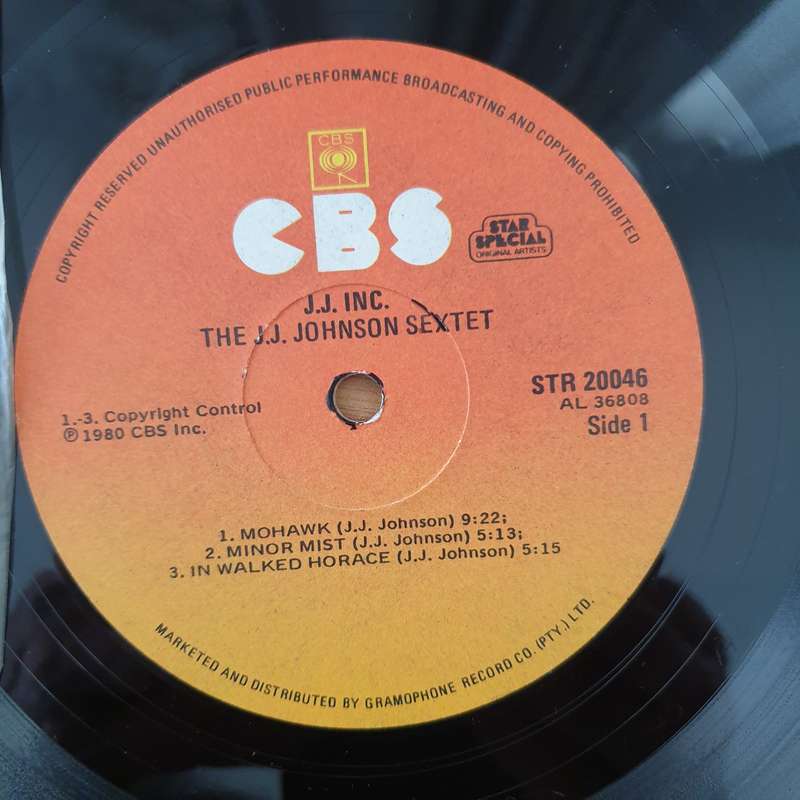 COPYRIGHT RESERVED UNAUTHORISED PUBLIC PERFORMANCE BROADCASTING AND COPYING PROHIBITED
CBS
CBS
STAR
SPECIAL
ORIGINAL ARTISTS
J.J. INC.
THE J.J. JOHNSON SEXTET
STR 20046
AL 36808
Side 1
1.-3. Copyright Control
℗ 1980 CBS Inc.
1. MOHAWK (J.J. Johnson) 9:22;
2. MINOR MIST (J.J. Johnson) 5:13;
3. IN WALKED HORACE (J.J. Johnson) 5:15
MARKETED AND DISTRIBUTED BY GRAMOPHONE RECORD CO. (PTY.) LTD.